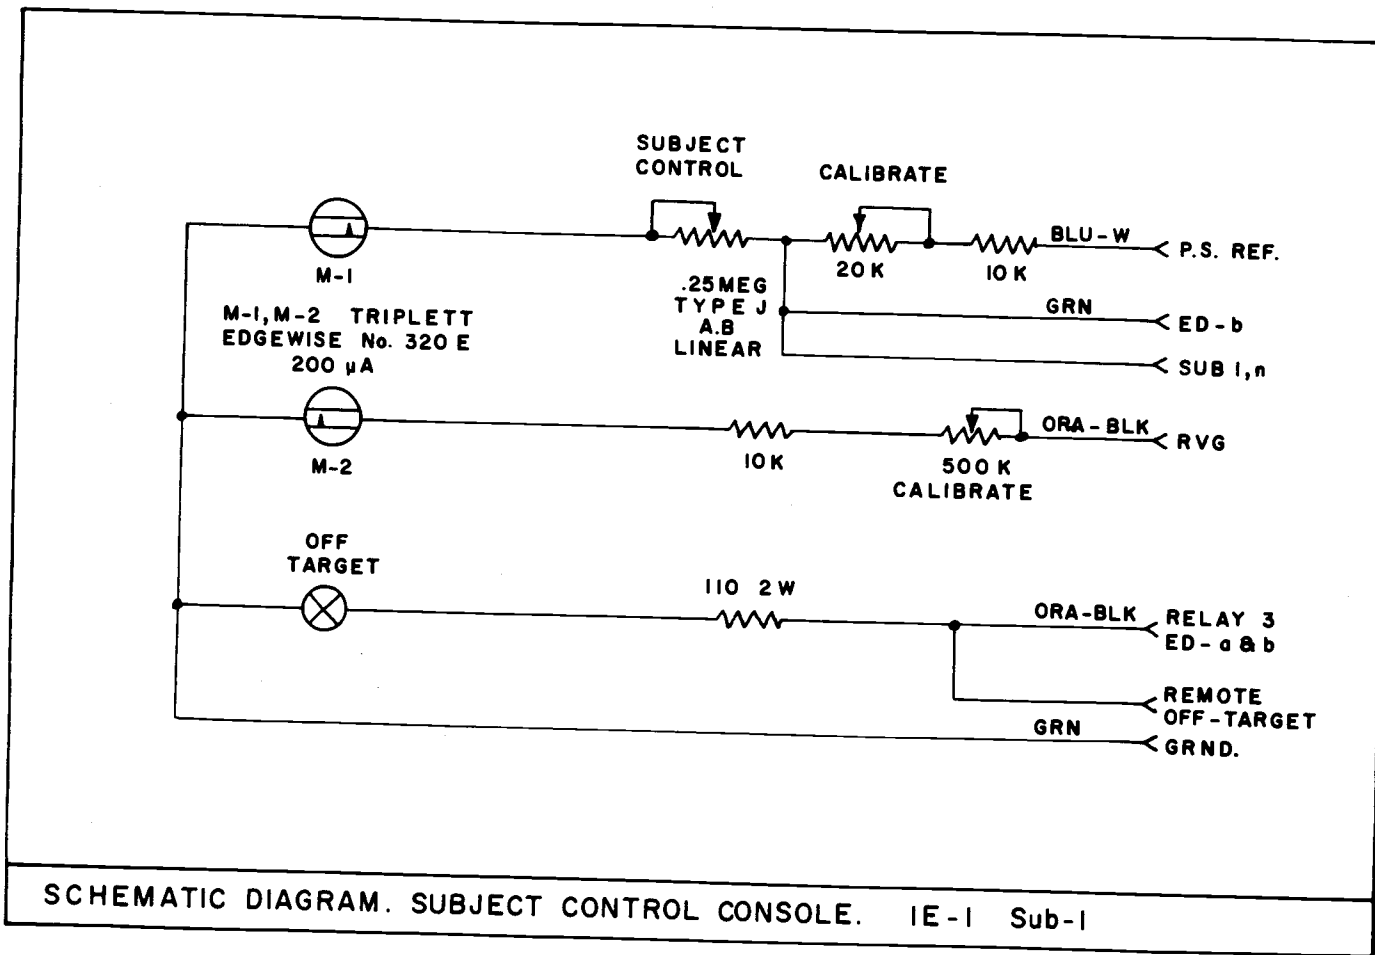 SUBJECT
CONTROL
CALIBRATE
BLU-W
P.S. REF.
M-1
20K
10K
.25MEG
TYPE J
A.B
LINEAR
GRN
ED-b
M-1, M-2 TRIPLETT
EDGEWISE No. 320 E
200 µA
SUB 1,n
ORA-BLK
RVG
M-2
10K
500K
CALIBRATE
OFF
TARGET
110 2W
ORA-BLK
RELAY 3
ED-a & b
REMOTE
OFF-TARGET
GRN
GRND.
SCHEMATIC DIAGRAM. SUBJECT CONTROL CONSOLE. IE-1 Sub-1